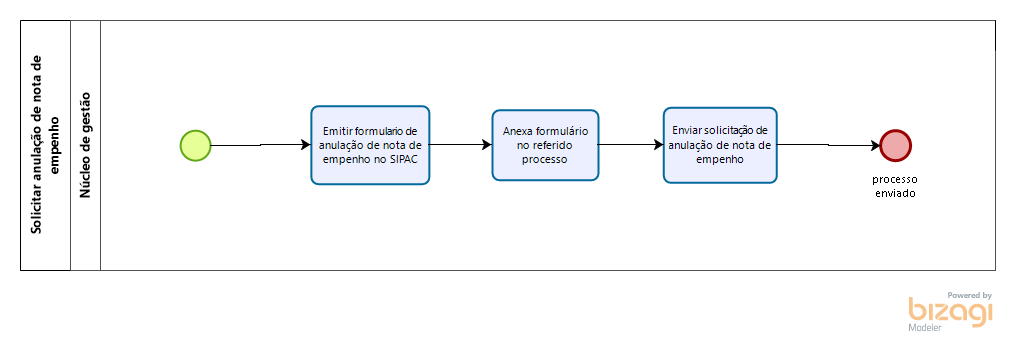 Solicitar anulação de nota de
empenho
Núcleo de gestão
Emitir formulario de
anulação de nota de
empenho no SIPAC
Anexa formulário
no referido
processo
Enviar solicitação de
anulação de nota de
empenho
processo
enviado
Powered by
bizagi
Modeler